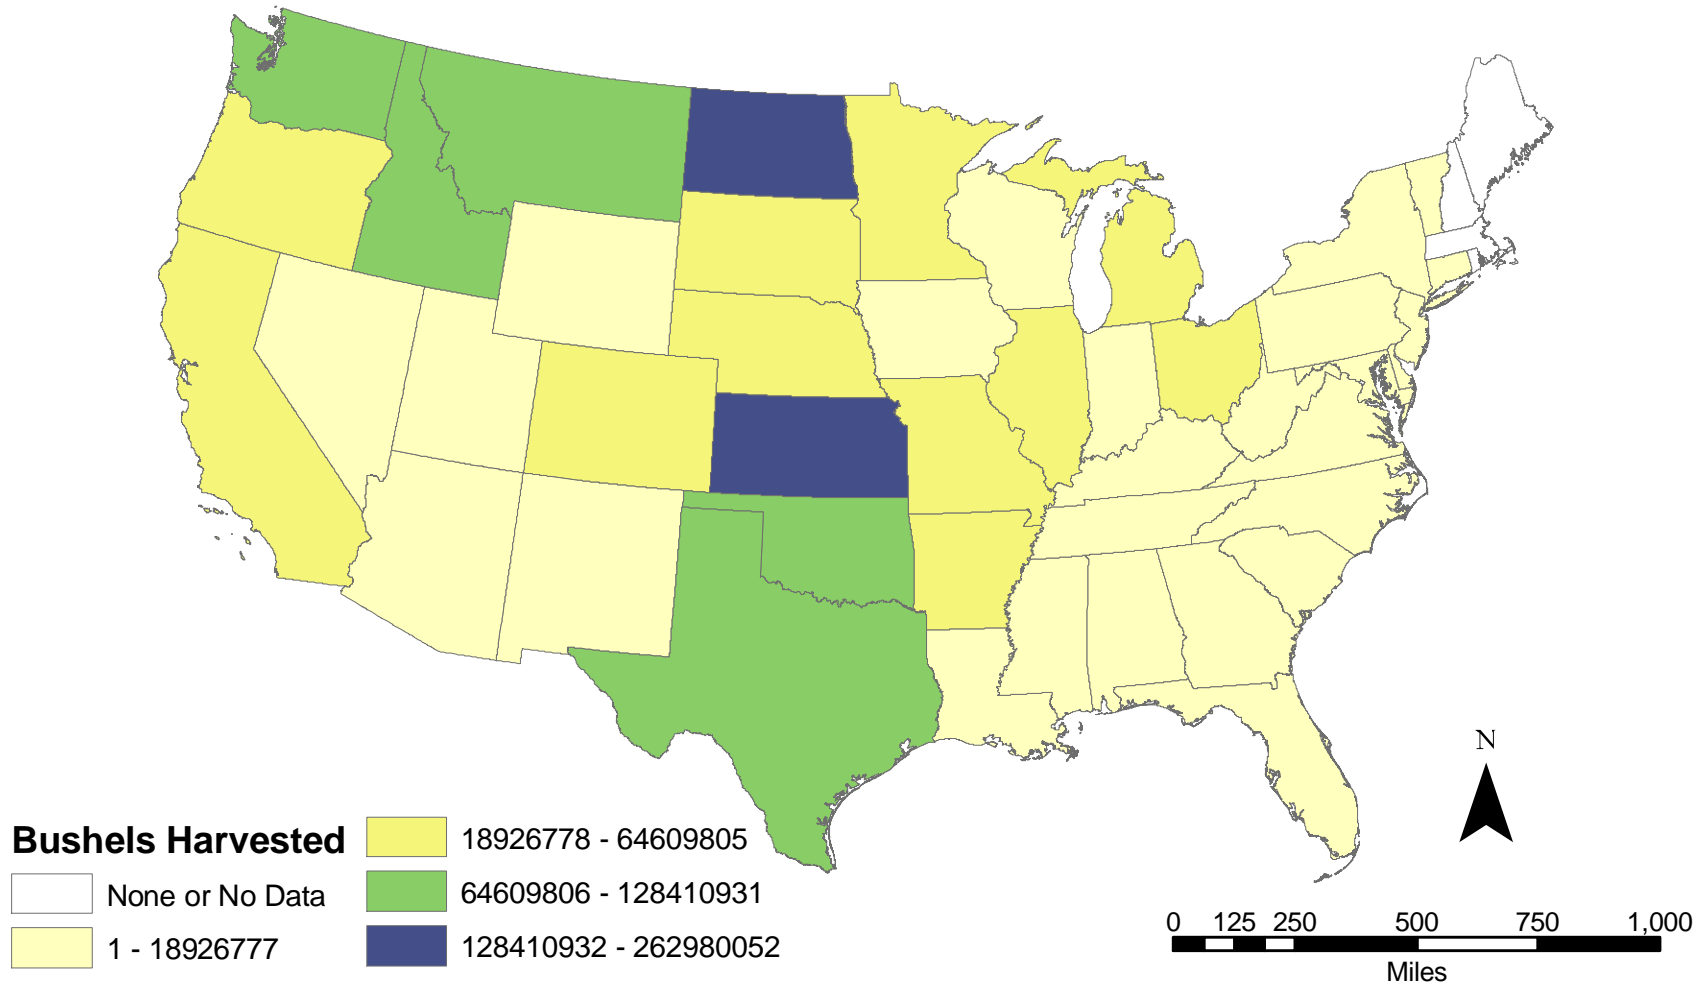 N
Bushels Harvested
None or No Data
1 - 18926777
18926778 - 64609805
64609806 - 128410931
128410932 - 262980052
0 125 250 500 750 1,000
Miles